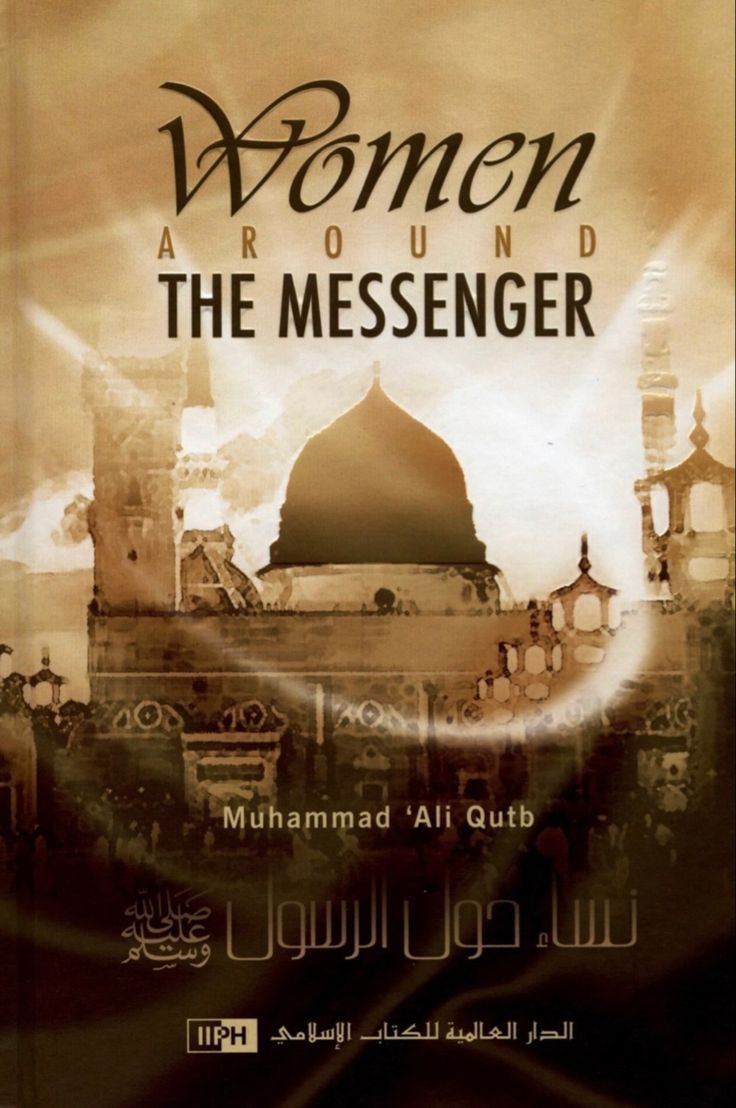 Women
AROUND
THE MESSENGER
Muhammad ‘Ali Qutb
نساء حول الرسول صلى الله عليه وسلم
IIPH الدار العالمية للكتاب الإسلامي